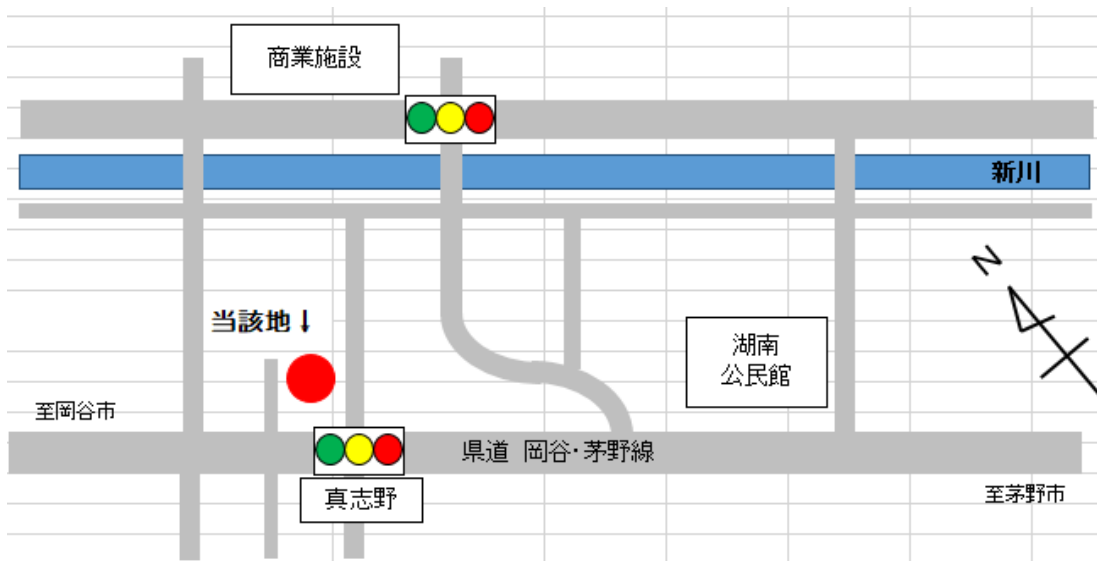 商業施設
新川
N
当該地↓
湖南
公民館
至岡谷市
県道 岡谷・茅野線
真志野
至茅野市